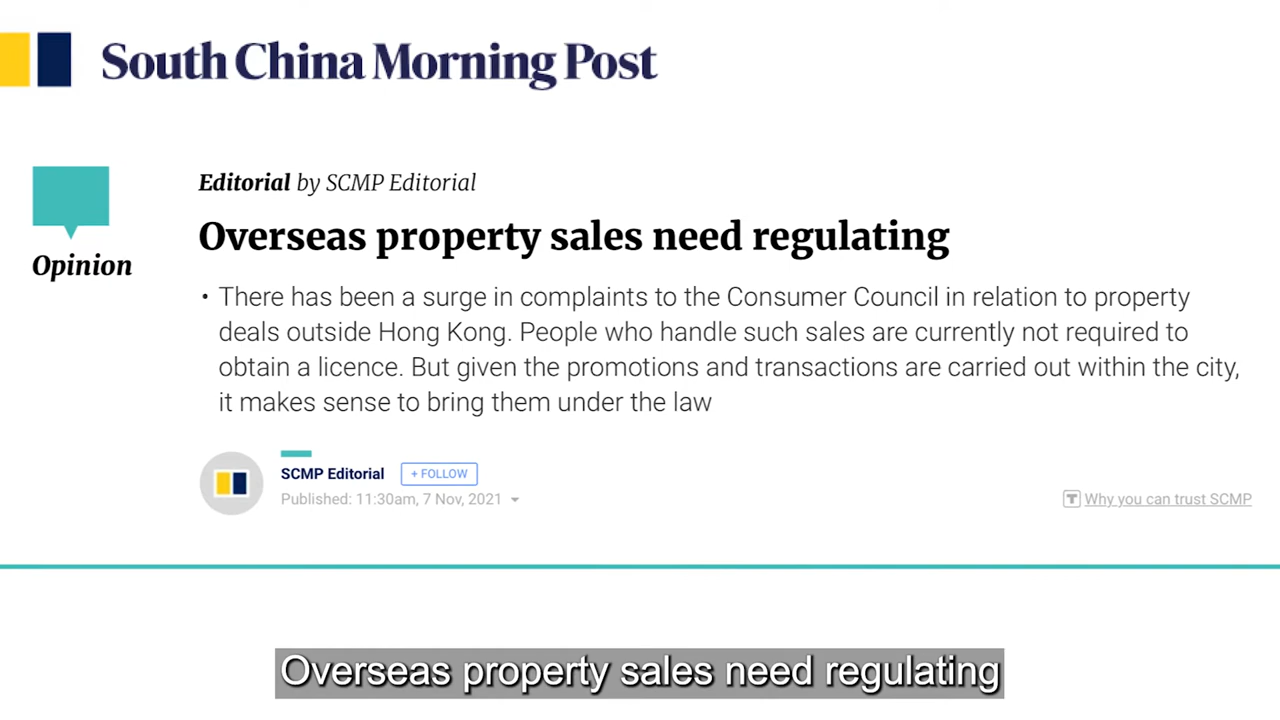 South China Morning Post
Editorial by SCMP Editorial
Overseas property sales need regulating
Opinion
• There has been a surge in complaints to the Consumer Council in relation to property
deals outside Hong Kong. People who handle such sales are currently not required to
obtain a licence. But given the promotions and transactions are carried out within the city,
it makes sense to bring them under the law
SCMP Editorial + FOLLOW
Published: 11:30am, 7 Nov, 2021
T Why you can trust SCMP
Overseas property sales need regulating